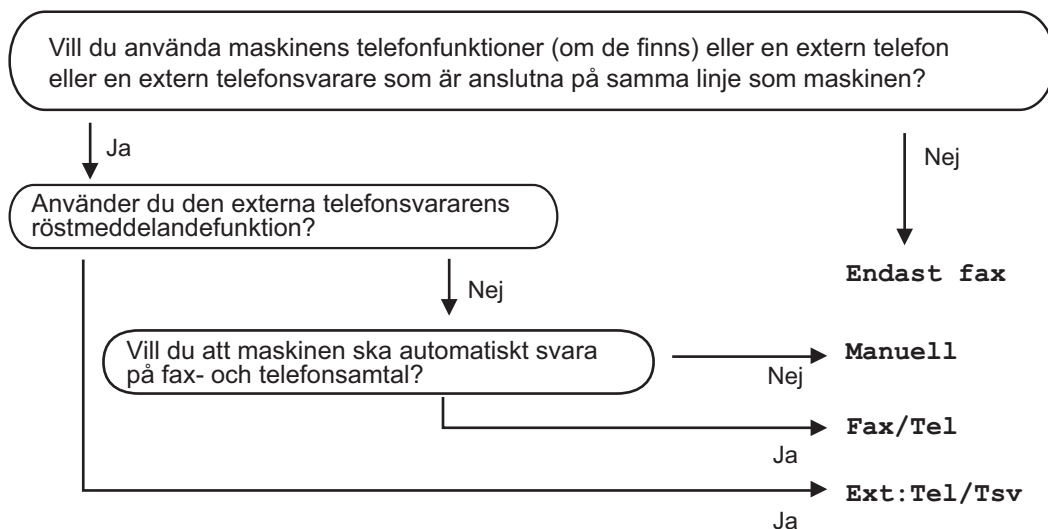 Vill du använda maskinens telefonfunktioner (om de finns) eller en extern telefon
eller en extern telefonsvarare som är anslutna på samma linje som maskinen?
Ja
Nej
Använder du den externa telefonsvararens
röstmeddelandefunktion?
Endast fax
Nej
Vill du att maskinen ska automatiskt svara
på fax- och telefonsamtal?
Manuell
Nej
Fax/Tel
Ja
Ext:Tel/Tsv
Ja